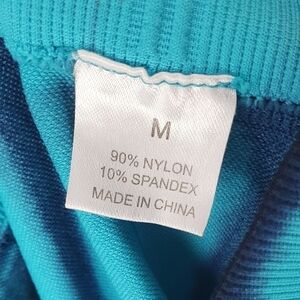 M
90% NYLON
10% SPANDEX
MADE IN CHINA